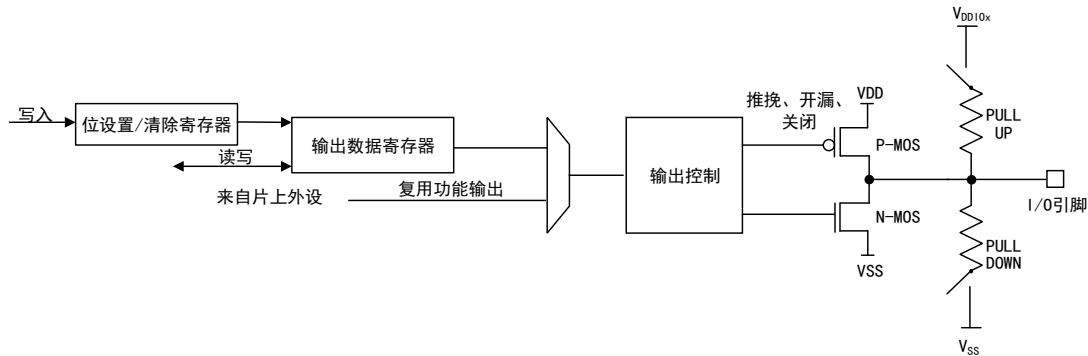 V_DDIOx
写入
位设置/清除寄存器
读写
输出数据寄存器
来自片上外设
复用功能输出
输出控制
推挽、开漏、
关闭
VDD
P-MOS
N-MOS
VSS
PULL
UP
I/O引脚
PULL
DOWN
V_SS